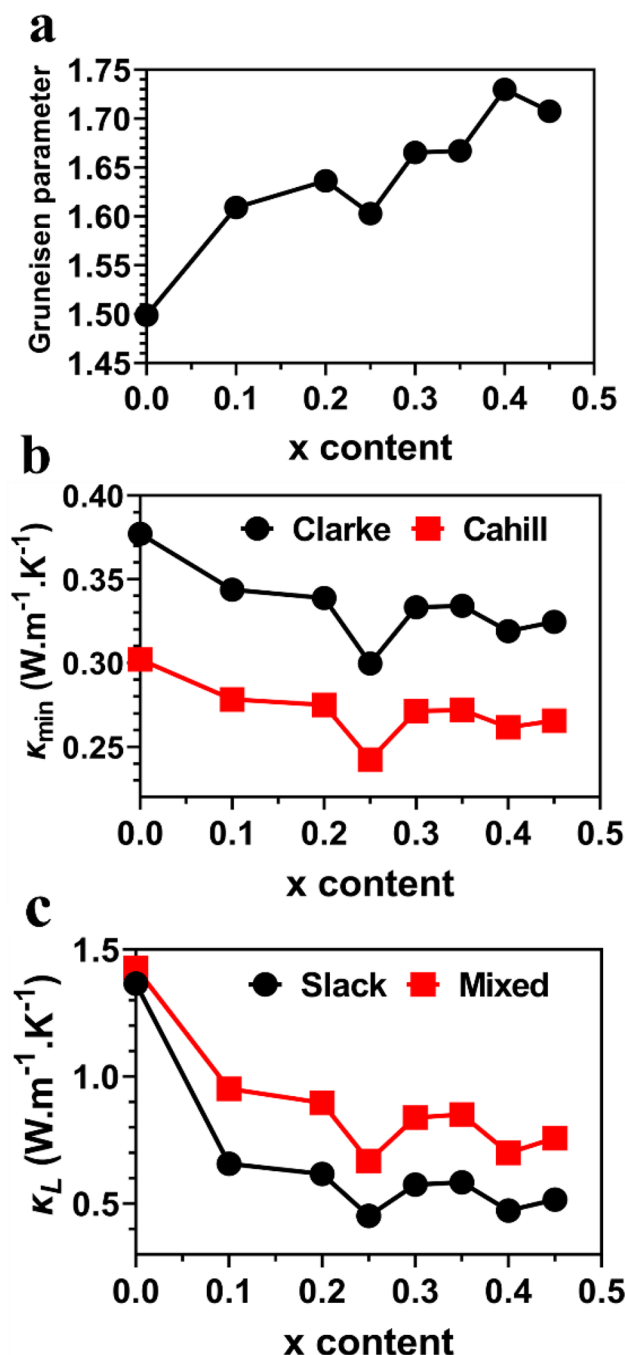 a
Gruneisen parameter
1.75
1.70
1.65
1.60
1.55
1.50
1.45
0.0 0.1 0.2 0.3 0.4 0.5
x content
b
κmin (W.m-1.K-1)
Clarke Cahill
0.40
0.35
0.30
0.25
0.0 0.1 0.2 0.3 0.4 0.5
x content
c
κL (W.m-1.K-1)
Slack Mixed
1.5
1.0
0.5
0.0 0.1 0.2 0.3 0.4 0.5
x content